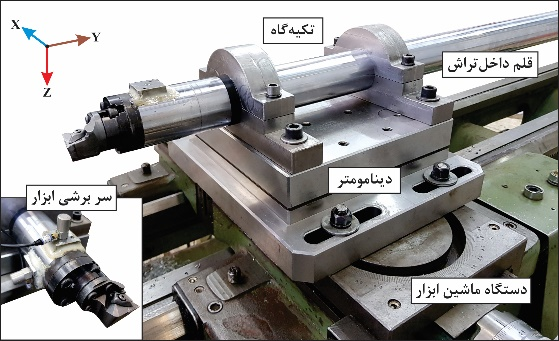 X
Y
Z
تکیه‌گاه
قلم داخل‌تراش
دینامومتر
سر برشی ابزار
دستگاه ماشین ابزار